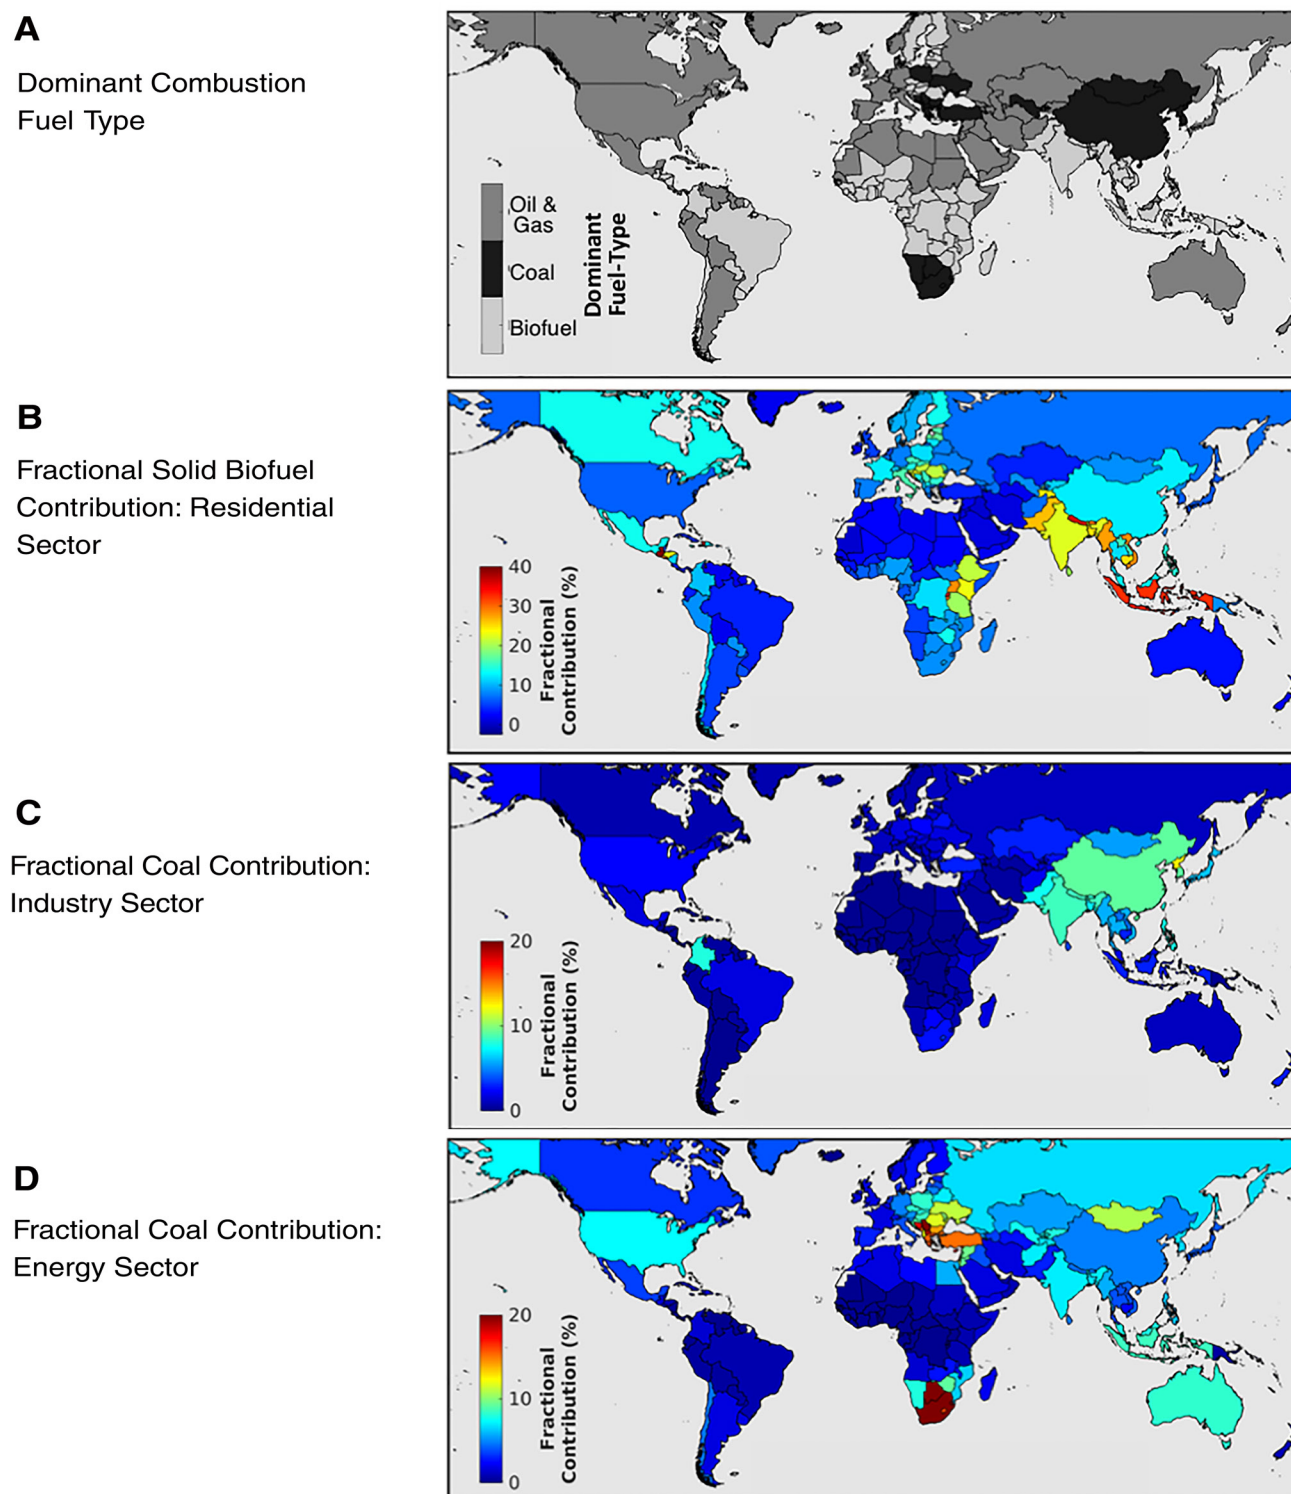 A
Dominant Combustion
Fuel Type
Oil &
Gas
Coal
Biofuel
Dominant
Fuel-Type
B
Fractional Solid Biofuel
Contribution: Residential
Sector
40
30
20
10
0
Fractional
Contribution (%)
C
Fractional Coal Contribution:
Industry Sector
20
10
0
Fractional
Contribution (%)
D
Fractional Coal Contribution:
Energy Sector
20
10
0
Fractional
Contribution (%)